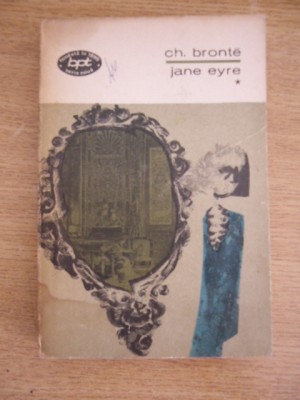 ch. brontë
jane eyre
*
bpt